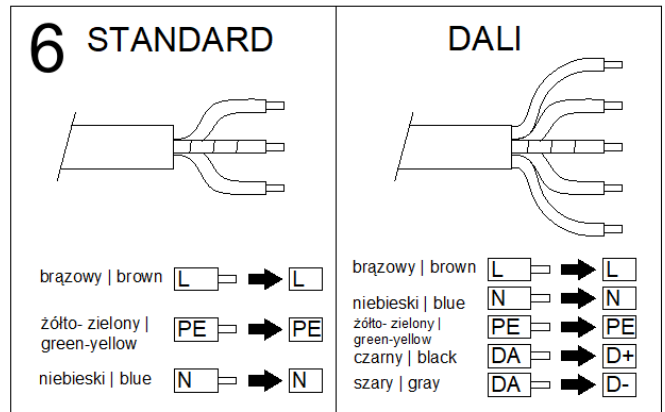 6 STANDARD
brązowy | brown L L
żółto- zielony |
green-yellow PE PE
niebieski | blue N N
DALI
brązowy | brown L L
niebieski | blue N N
żółto- zielony |
green-yellow PE PE
czarny | black DA D+
szary | gray DA D-